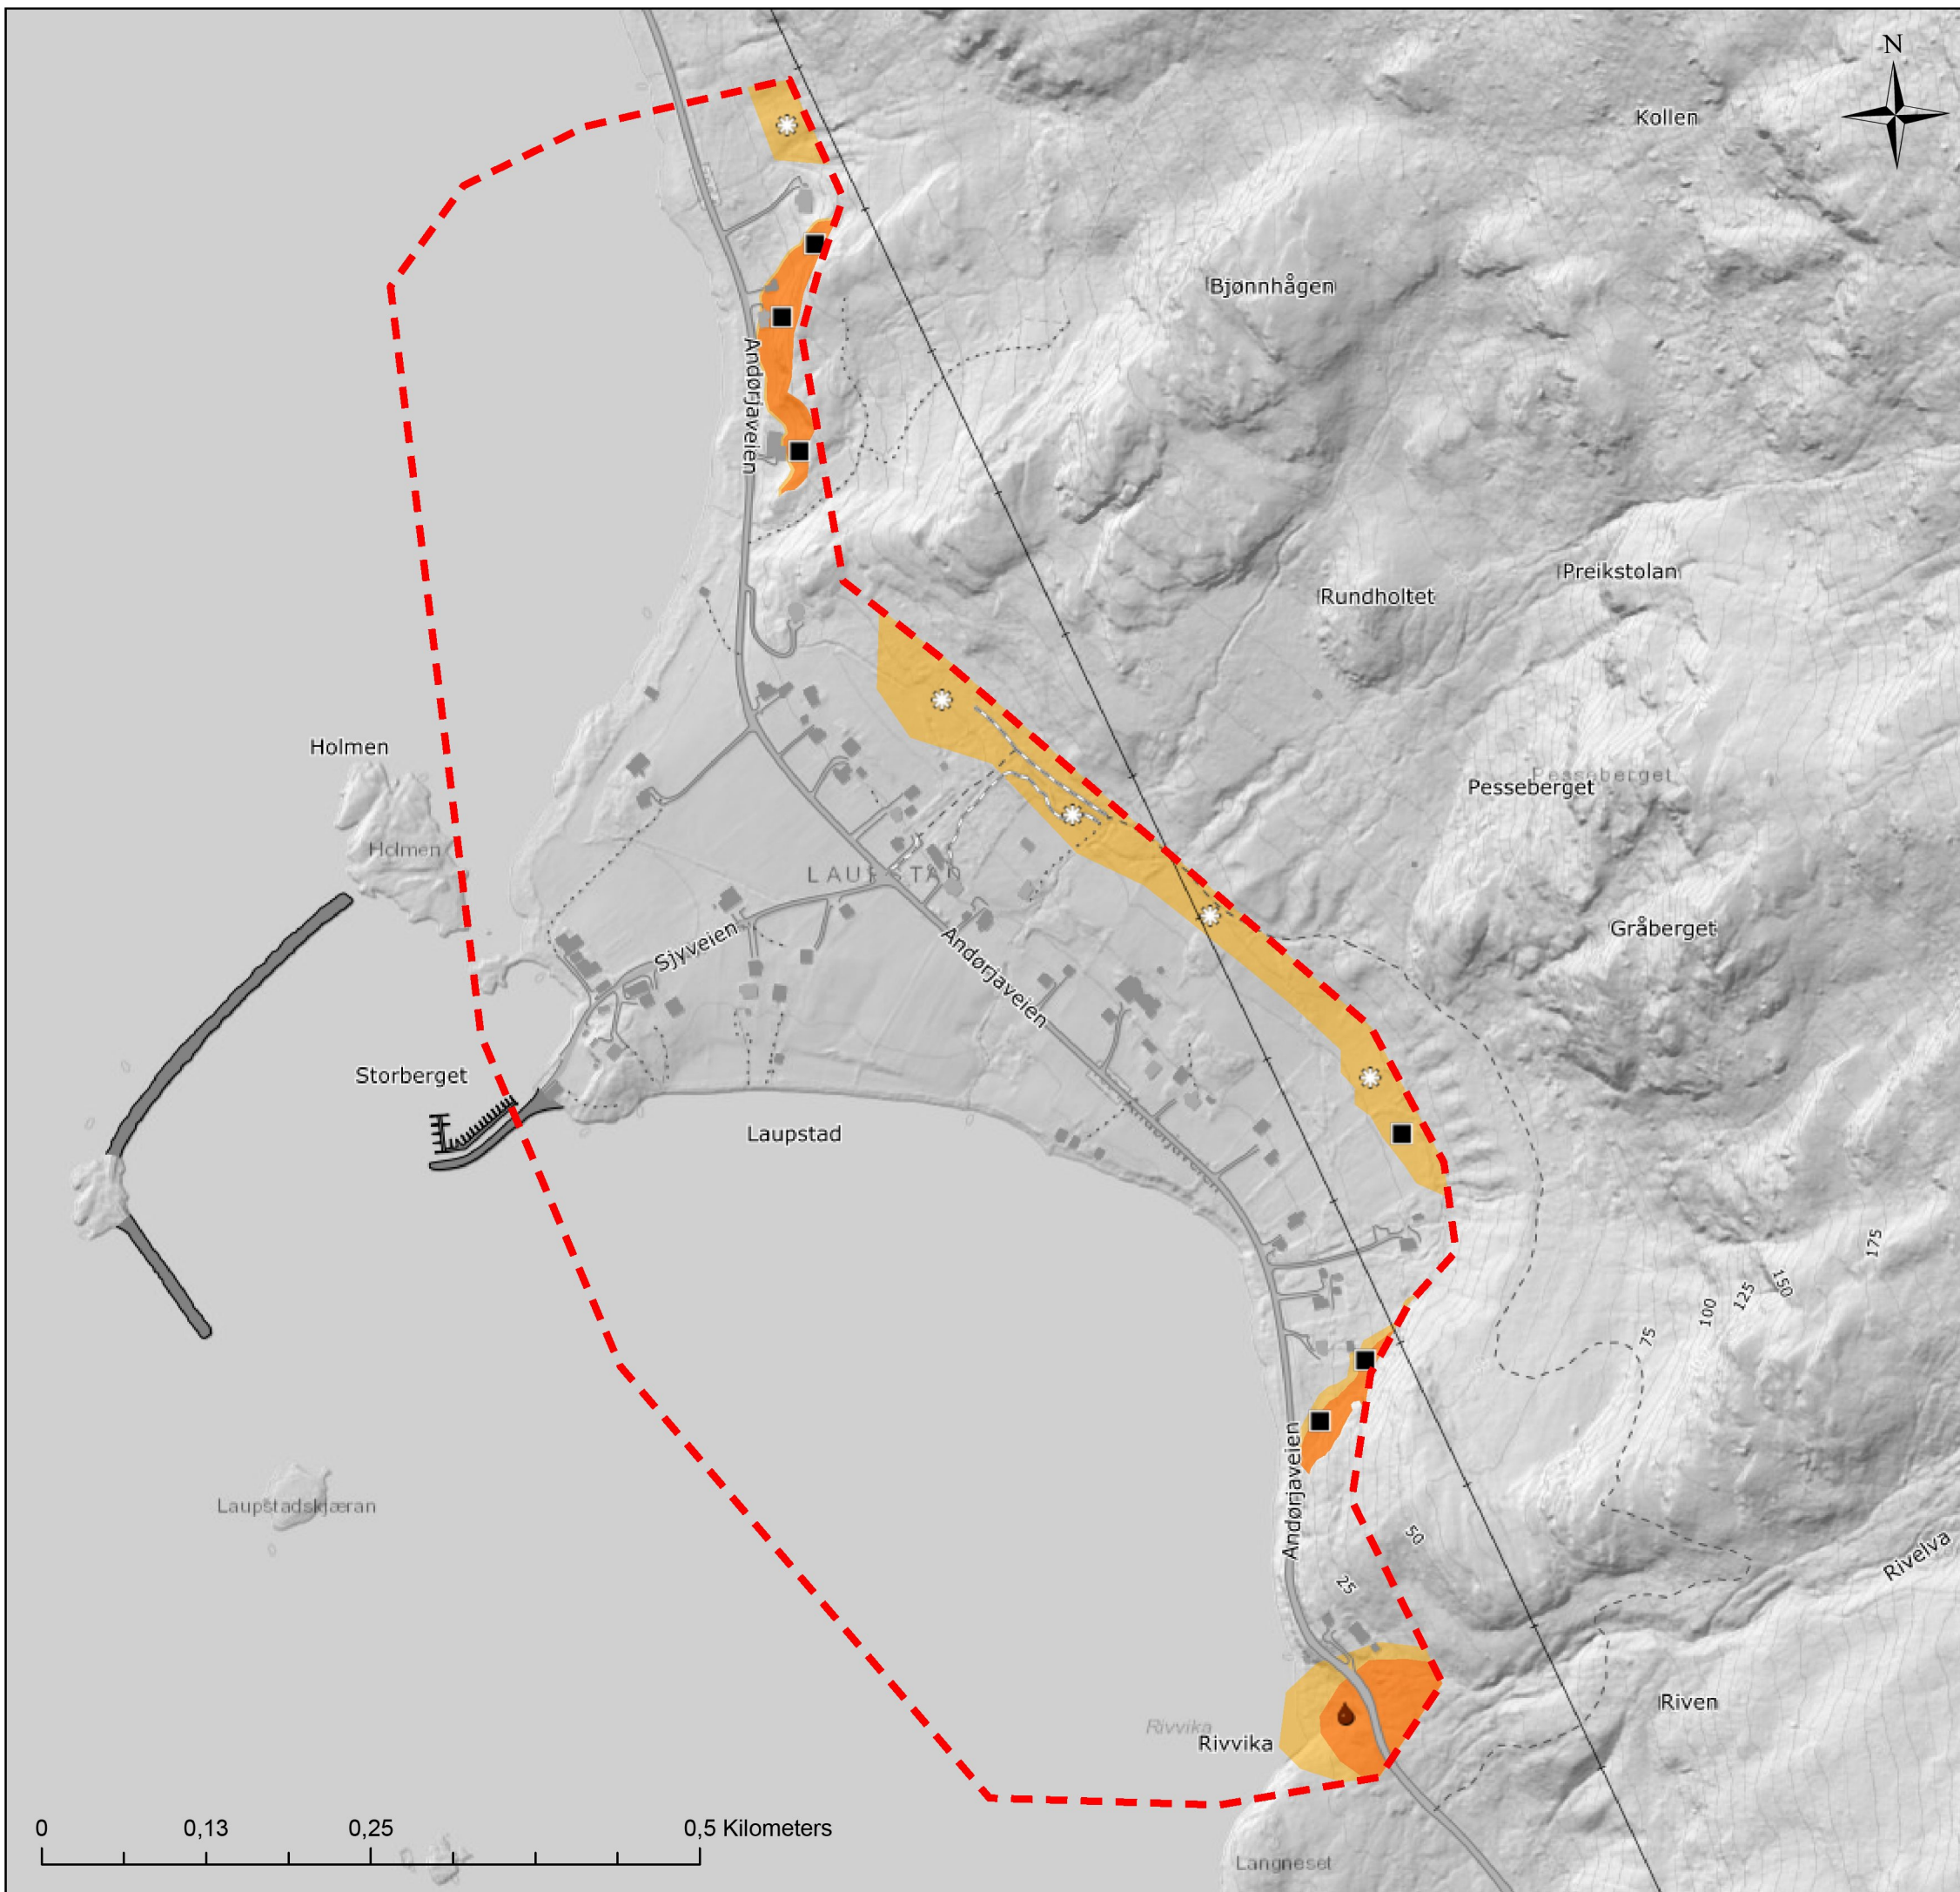 N
Kollen
Bjønnhågen
Andørjaveien
Preikstolan
Rundholtet
Holmen
Pesseberget
Pesseberget
Holmen
LAUPSTAD
Gråberget
Sjyveien
Andørjaveien
Storberget
Laupstad
Andørjaveien
175
150
125
100
75
Andørjaveien
Laupstadskjæran
50
25
Rivelva
Riven
Rivvika
Rivvika
0 0,13 0,25 0,5 Kilometers
Langneset